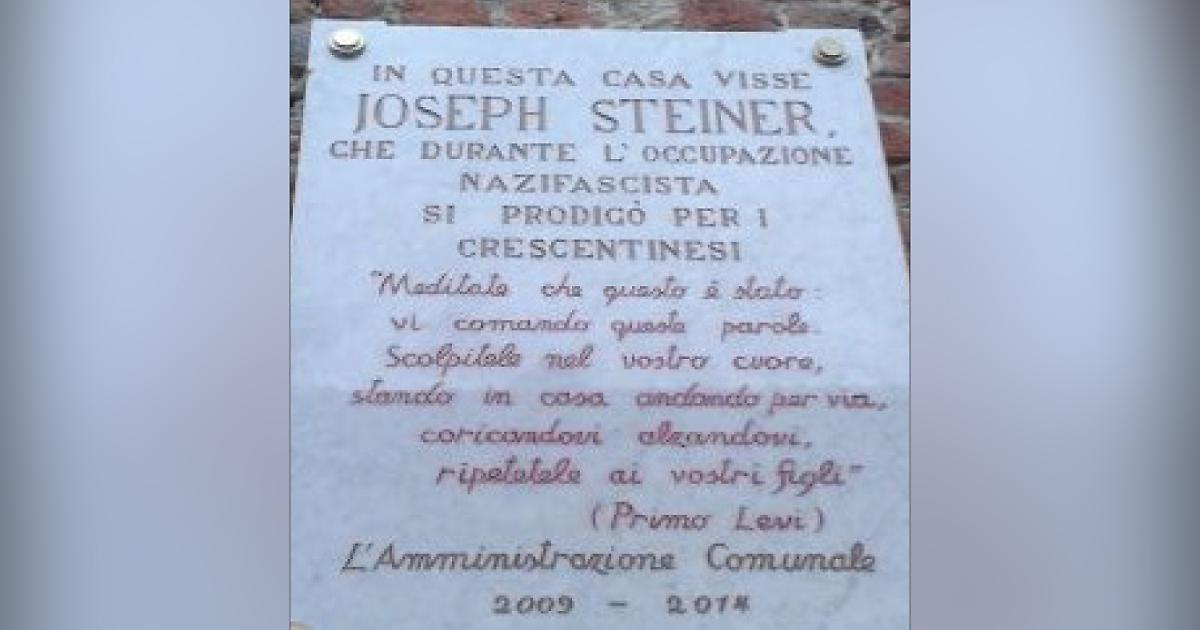 IN QUESTA CASA VISSE
JOSEPH STEINER,
CHE DURANTE L'OCCUPAZIONE
NAZIFASCISTA
SI PRODIGÒ PER I
CRESCENTINESI
"Meditate che questo è stato:
vi comando queste parole.
Scolpitele nel vostro cuore,
stando in casa andando per via,
coricandovi alzandovi,
ripetetele ai vostri figli"
(Primo Levi)
L'Amministrazione Comunale
2009 - 2014